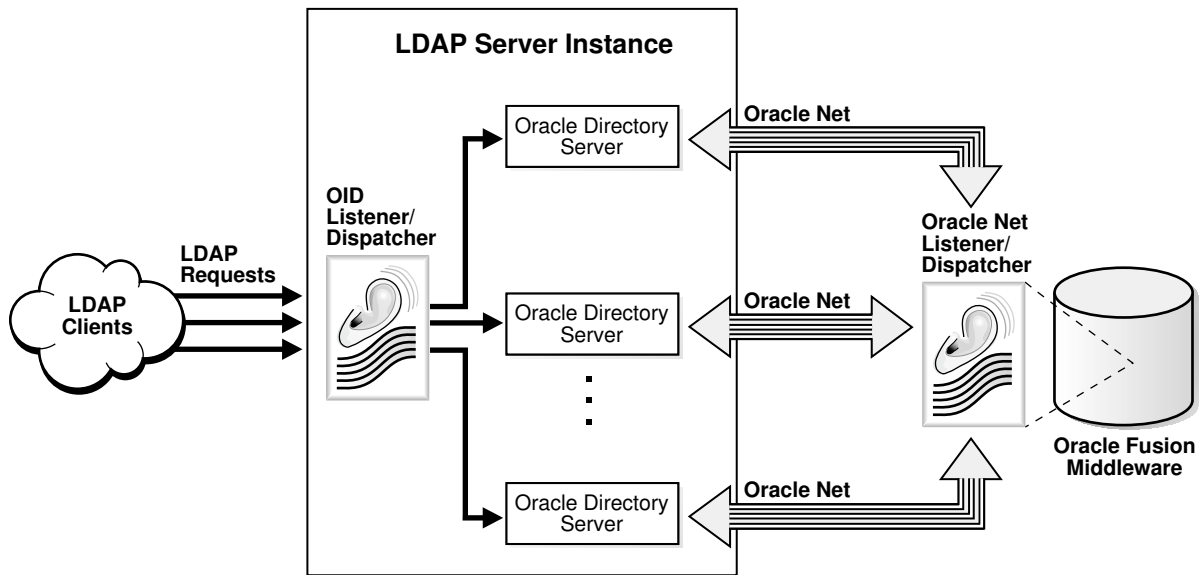 LDAP Server Instance
Oracle Net
Oracle Directory
Server
OID
Listener/
Dispatcher
Oracle Net
Listener/
Dispatcher
LDAP
Requests
LDAP
Clients
Oracle Net
Oracle Directory
Server
Oracle Fusion
Middleware
Oracle Net
Oracle Directory
Server